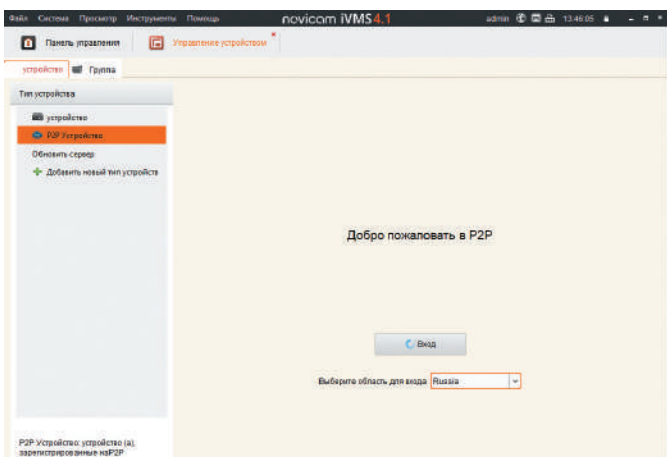 Файл Система Просмотр Инструменты Помощь novicam iVMS4.1 admin 13:46:05
Панель управления Управление устройством
устройство Группа
Тип устройства
устройство
P2P Устройство
Обновить сервер
Добавить новый тип устройств
Добро пожаловать в P2P
Вход
Выберите область для входа Russia
P2P Устройство: устройство (а),
зарегистрированные наP2P